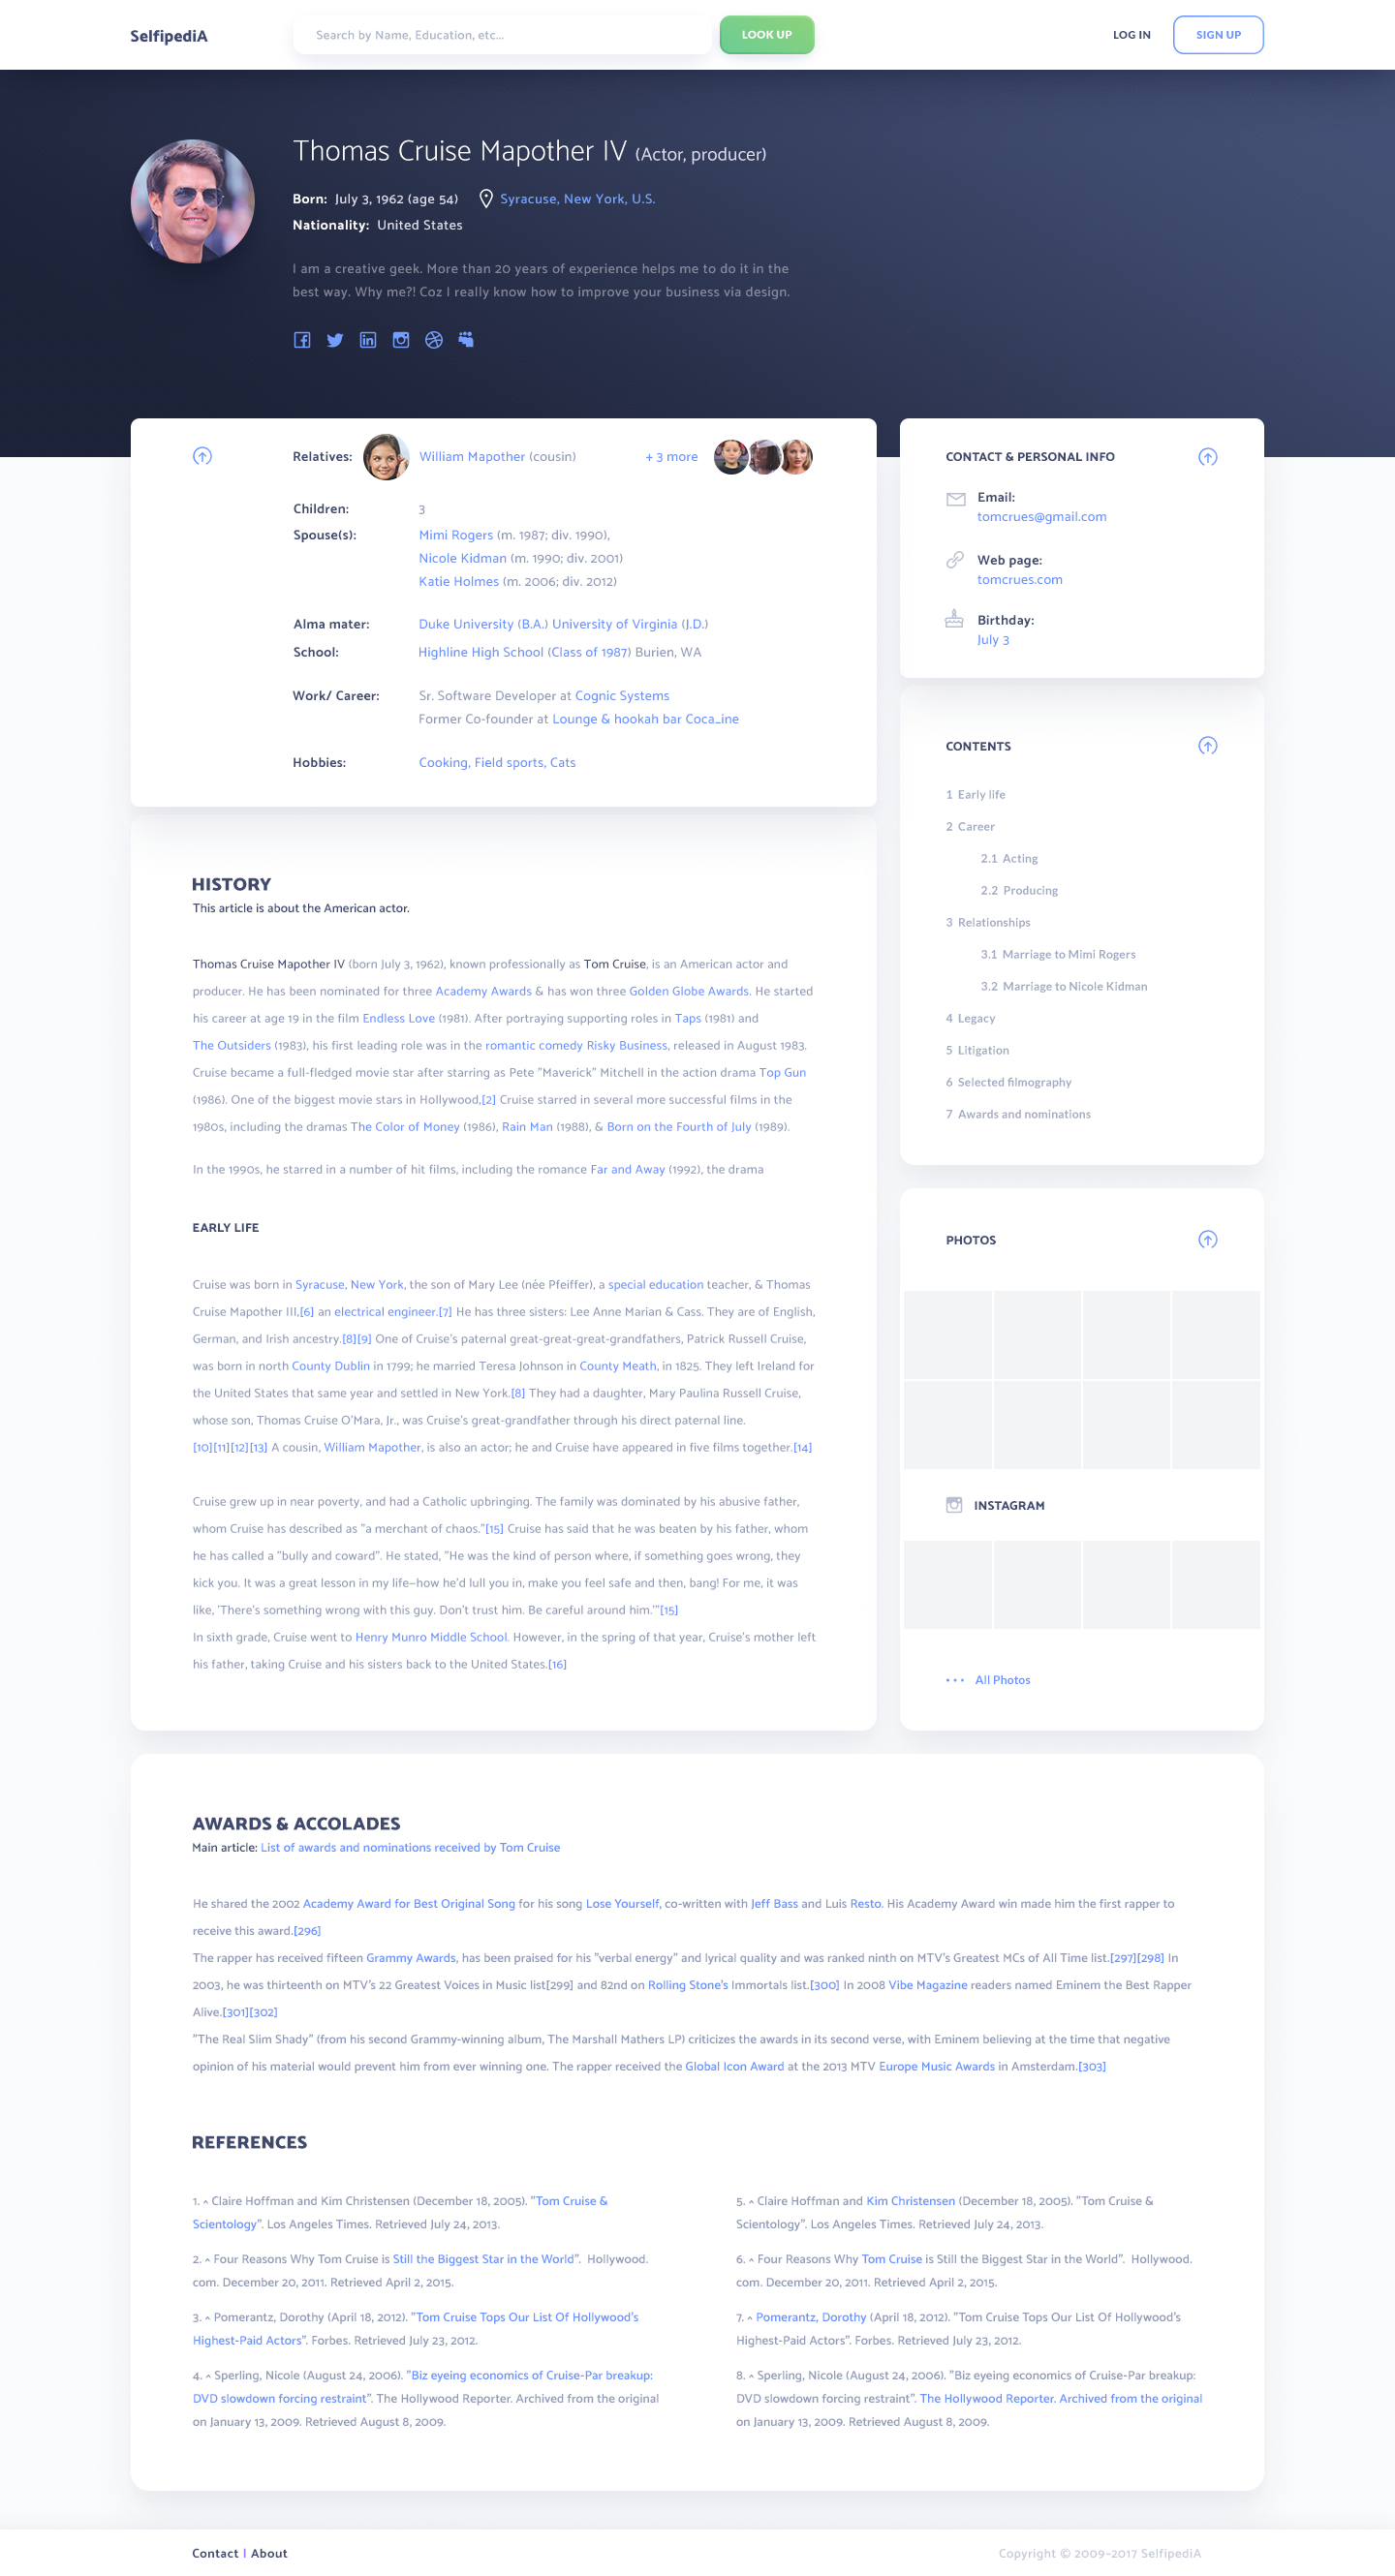 SelfipediA
Search by Name, Education, etc...
LOOK UP
LOG IN
SIGN UP
Thomas Cruise Mapother IV (Actor, producer)
Born: July 3, 1962 (age 54) Syracuse, New York, U.S.
Nationality: United States
I am a creative geek. More than 20 years of experience helps me to do it in the
best way. Why me?! Coz I really know how to improve your business via design.
Relatives: William Mapother (cousin) + 3 more
Children: 3
Spouse(s): Mimi Rogers (m. 1987; div. 1990),
Nicole Kidman (m. 1990; div. 2001)
Katie Holmes (m. 2006; div. 2012)
Alma mater: Duke University (B.A.) University of Virginia (J.D.)
School: Highline High School (Class of 1987) Burien, WA
Work/ Career: Sr. Software Developer at Cognic Systems
Former Co-founder at Lounge & hookah bar Coca_ine
Hobbies: Cooking, Field sports, Cats
CONTACT & PERSONAL INFO
Email:
tomcrues@gmail.com
Web page:
tomcrues.com
Birthday:
July 3
CONTENTS
1 Early life
2 Career
2.1 Acting
2.2 Producing
3 Relationships
3.1 Marriage to Mimi Rogers
3.2 Marriage to Nicole Kidman
4 Legacy
5 Litigation
6 Selected filmography
7 Awards and nominations
HISTORY
This article is about the American actor.
Thomas Cruise Mapother IV (born July 3, 1962), known professionally as Tom Cruise, is an American actor and
producer. He has been nominated for three Academy Awards & has won three Golden Globe Awards. He started
his career at age 19 in the film Endless Love (1981). After portraying supporting roles in Taps (1981) and
The Outsiders (1983), his first leading role was in the romantic comedy Risky Business, released in August 1983.
Cruise became a full-fledged movie star after starring as Pete "Maverick" Mitchell in the action drama Top Gun
(1986). One of the biggest movie stars in Hollywood,[2] Cruise starred in several more successful films in the
1980s, including the dramas The Color of Money (1986), Rain Man (1988), & Born on the Fourth of July (1989).
In the 1990s, he starred in a number of hit films, including the romance Far and Away (1992), the drama
EARLY LIFE
Cruise was born in Syracuse, New York, the son of Mary Lee (née Pfeiffer), a special education teacher, & Thomas
Cruise Mapother III,[6] an electrical engineer.[7] He has three sisters: Lee Anne Marian & Cass. They are of English,
German, and Irish ancestry.[8][9] One of Cruise's paternal great-great-great-grandfathers, Patrick Russell Cruise,
was born in north County Dublin in 1799; he married Teresa Johnson in County Meath, in 1825. They left Ireland for
the United States that same year and settled in New York.[8] They had a daughter, Mary Paulina Russell Cruise,
whose son, Thomas Cruise O'Mara, Jr., was Cruise's great-grandfather through his direct paternal line.
[10][11][12][13] A cousin, William Mapother, is also an actor; he and Cruise have appeared in five films together.[14]
Cruise grew up in near poverty, and had a Catholic upbringing. The family was dominated by his abusive father,
whom Cruise has described as "a merchant of chaos."[15] Cruise has said that he was beaten by his father, whom
he has called a "bully and coward". He stated, "He was the kind of person where, if something goes wrong, they
kick you. It was a great lesson in my life—how he'd lull you in, make you feel safe and then, bang! For me, it was
like, 'There's something wrong with this guy. Don't trust him. Be careful around him.'"[15]
In sixth grade, Cruise went to Henry Munro Middle School. However, in the spring of that year, Cruise's mother left
his father, taking Cruise and his sisters back to the United States.[16]
PHOTOS
INSTAGRAM
All Photos
AWARDS & ACCOLADES
Main article: List of awards and nominations received by Tom Cruise
He shared the 2002 Academy Award for Best Original Song for his song Lose Yourself, co-written with Jeff Bass and Luis Resto. His Academy Award win made him the first rapper to
receive this award.[296]
The rapper has received fifteen Grammy Awards, has been praised for his "verbal energy" and lyrical quality and was ranked ninth on MTV's Greatest MCs of All Time list.[297][298] In
2003, he was thirteenth on MTV's 22 Greatest Voices in Music list[299] and 82nd on Rolling Stone's Immortals list.[300] In 2008 Vibe Magazine readers named Eminem the Best Rapper
Alive.[301][302]
"The Real Slim Shady" (from his second Grammy-winning album, The Marshall Mathers LP) criticizes the awards in its second verse, with Eminem believing at the time that negative
opinion of his material would prevent him from ever winning one. The rapper received the Global Icon Award at the 2013 MTV Europe Music Awards in Amsterdam.[303]
REFERENCES
1. ^ Claire Hoffman and Kim Christensen (December 18, 2005). "Tom Cruise &
Scientology". Los Angeles Times. Retrieved July 24, 2013.
2. ^ Four Reasons Why Tom Cruise is Still the Biggest Star in the World". Hollywood.
com. December 20, 2011. Retrieved April 2, 2015.
3. ^ Pomerantz, Dorothy (April 18, 2012). "Tom Cruise Tops Our List Of Hollywood's
Highest-Paid Actors". Forbes. Retrieved July 23, 2012.
4. ^ Sperling, Nicole (August 24, 2006). "Biz eyeing economics of Cruise-Par breakup:
DVD slowdown forcing restraint". The Hollywood Reporter. Archived from the original
on January 13, 2009. Retrieved August 8, 2009.
5. ^ Claire Hoffman and Kim Christensen (December 18, 2005). "Tom Cruise &
Scientology". Los Angeles Times. Retrieved July 24, 2013.
6. ^ Four Reasons Why Tom Cruise is Still the Biggest Star in the World". Hollywood.
com. December 20, 2011. Retrieved April 2, 2015.
7. ^ Pomerantz, Dorothy (April 18, 2012). "Tom Cruise Tops Our List Of Hollywood's
Highest-Paid Actors". Forbes. Retrieved July 23, 2012.
8. ^ Sperling, Nicole (August 24, 2006). "Biz eyeing economics of Cruise-Par breakup:
DVD slowdown forcing restraint". The Hollywood Reporter. Archived from the original
on January 13, 2009. Retrieved August 8, 2009.
Contact | About
Copyright © 2009-2017 SelfipediA